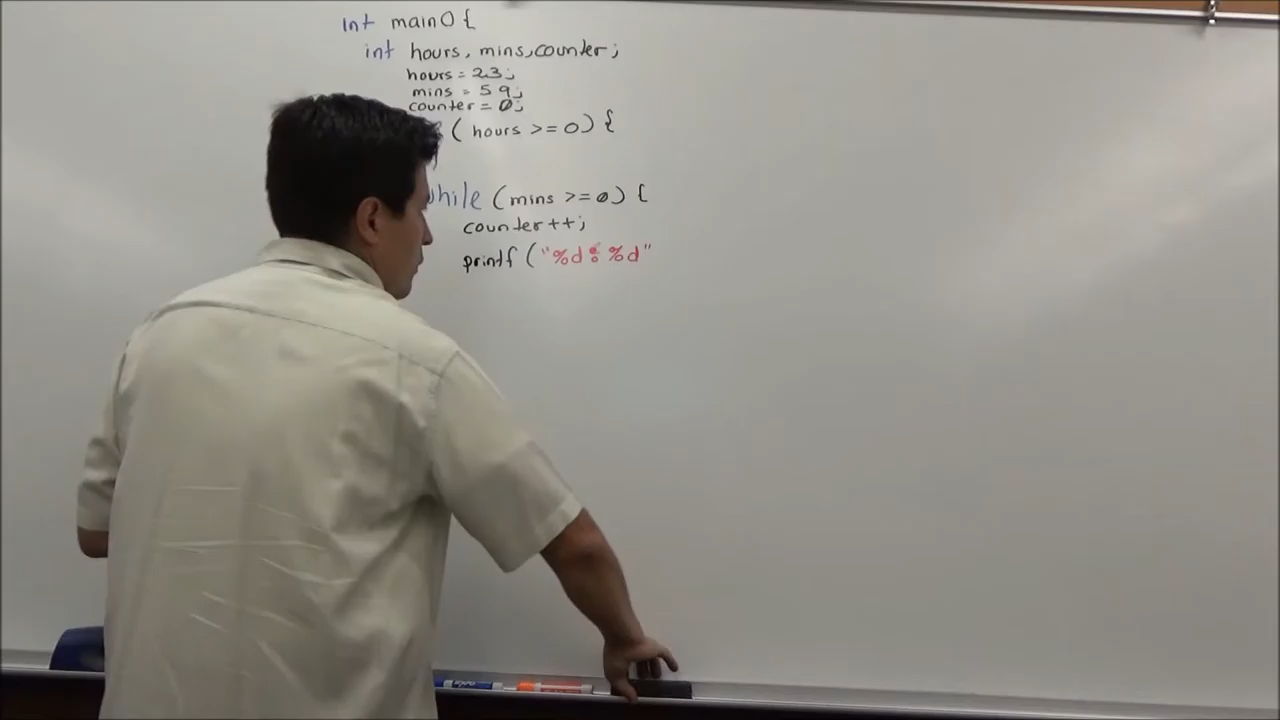 int main() {
int hours, mins, counter;
hours = 23;
mins = 59;
counter = 0;
( hours >= 0) {
while (mins >= 0) {
counter ++;
printf ("%d : %d"